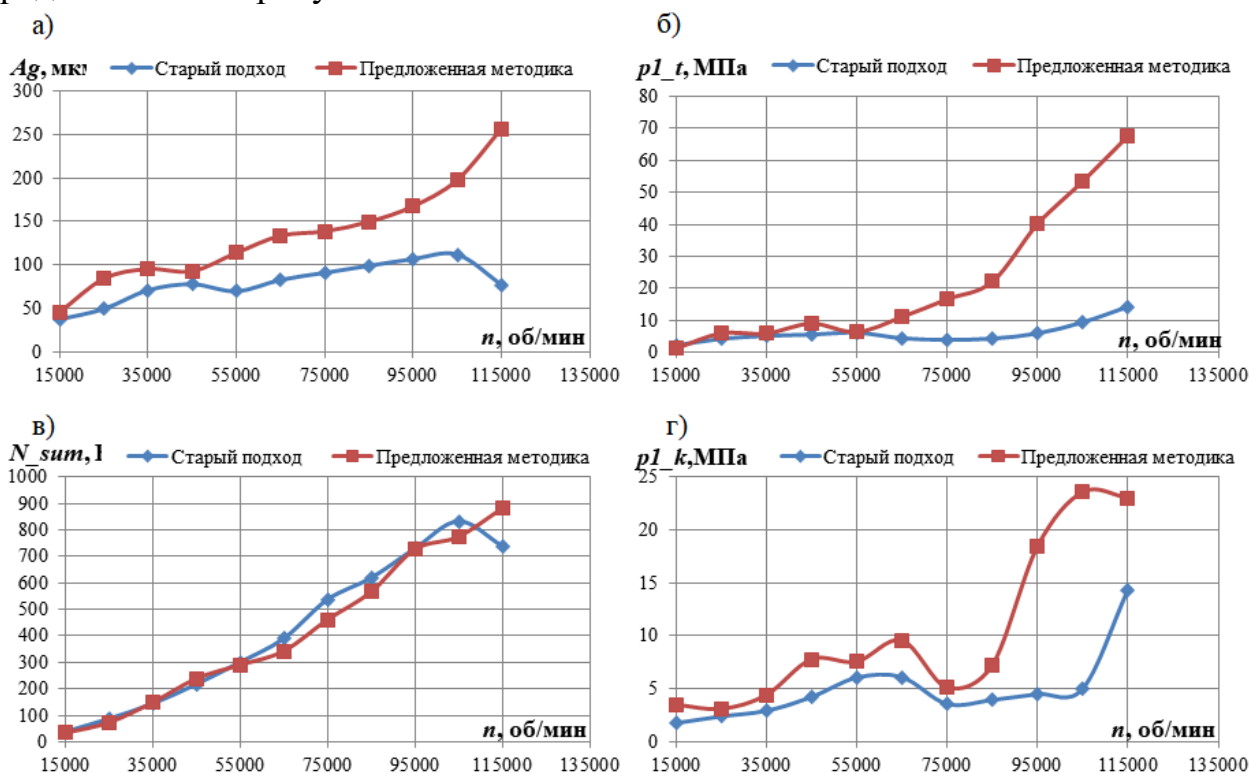 а)
Ag, мкм
Старый подход
Предложенная методика
300
250
200
150
100
50
0
n, об/мин
15000 35000 55000 75000 95000 115000 135000
б)
p1_t, МПа
Старый подход
Предложенная методика
80
70
60
50
40
30
20
10
0
n, об/мин
15000 35000 55000 75000 95000 115000 135000
в)
N_sum,
Старый подход
Предложенная методика
1000
900
800
700
600
500
400
300
200
100
0
n, об/мин
15000 35000 55000 75000 95000 115000 135000
г)
p1_k,МПа
Старый подход
Предложенная методика
25
20
15
10
5
0
n, об/мин
15000 35000 55000 75000 95000 115000 135000